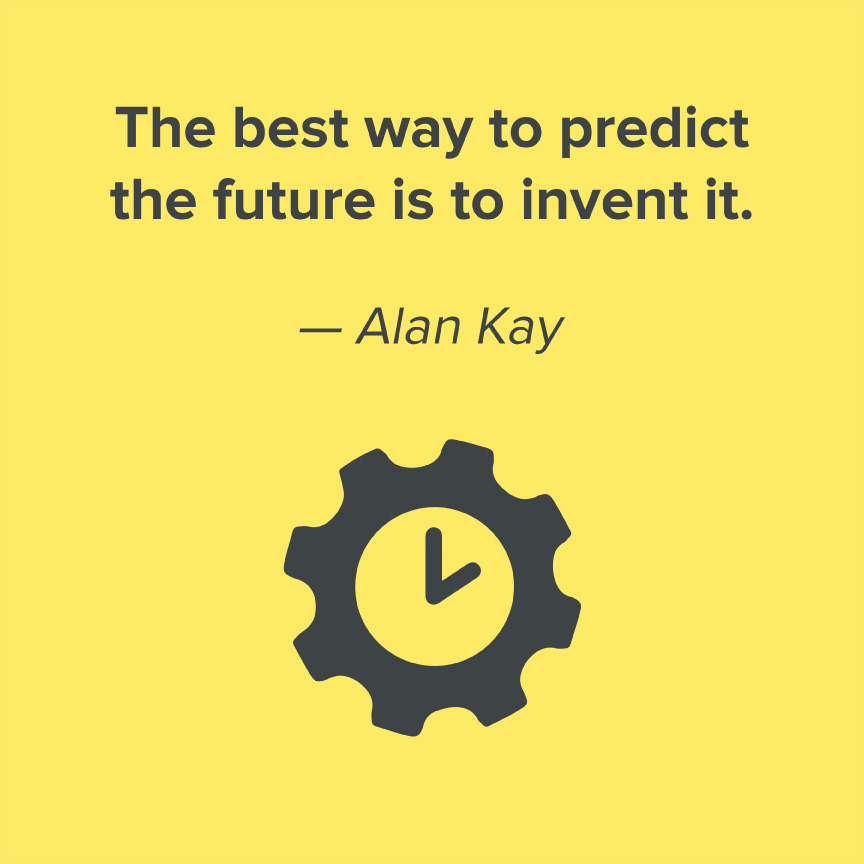 The best way to predict
the future is to invent it.
— Alan Kay